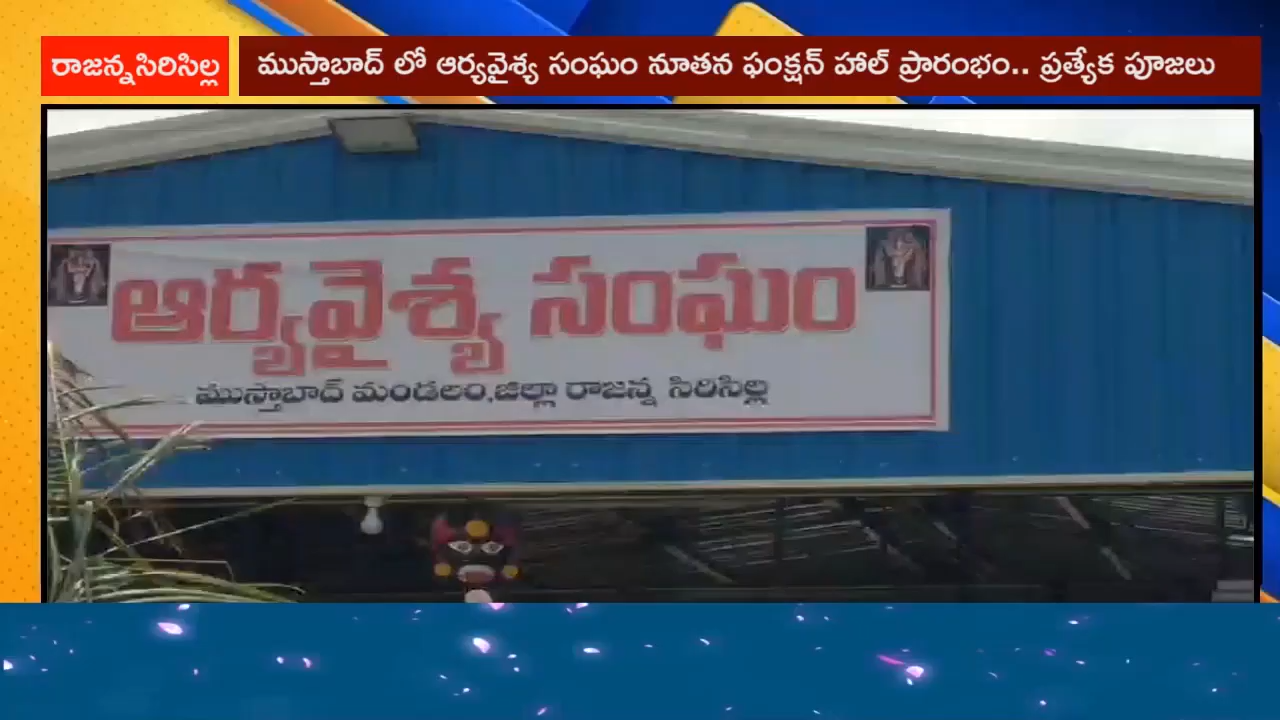 రాజన్నసిరిసిల్ల
ముస్తాబాద్ లో ఆర్యవైశ్య సంఘం నూతన ఫంక్షన్ హాల్ ప్రారంభం.. ప్రత్యేక పూజలు
ఆర్యవైశ్య సంఘం
ముస్తాబాద్ మండలం,జిల్లా రాజన్న సిరిసిల్ల